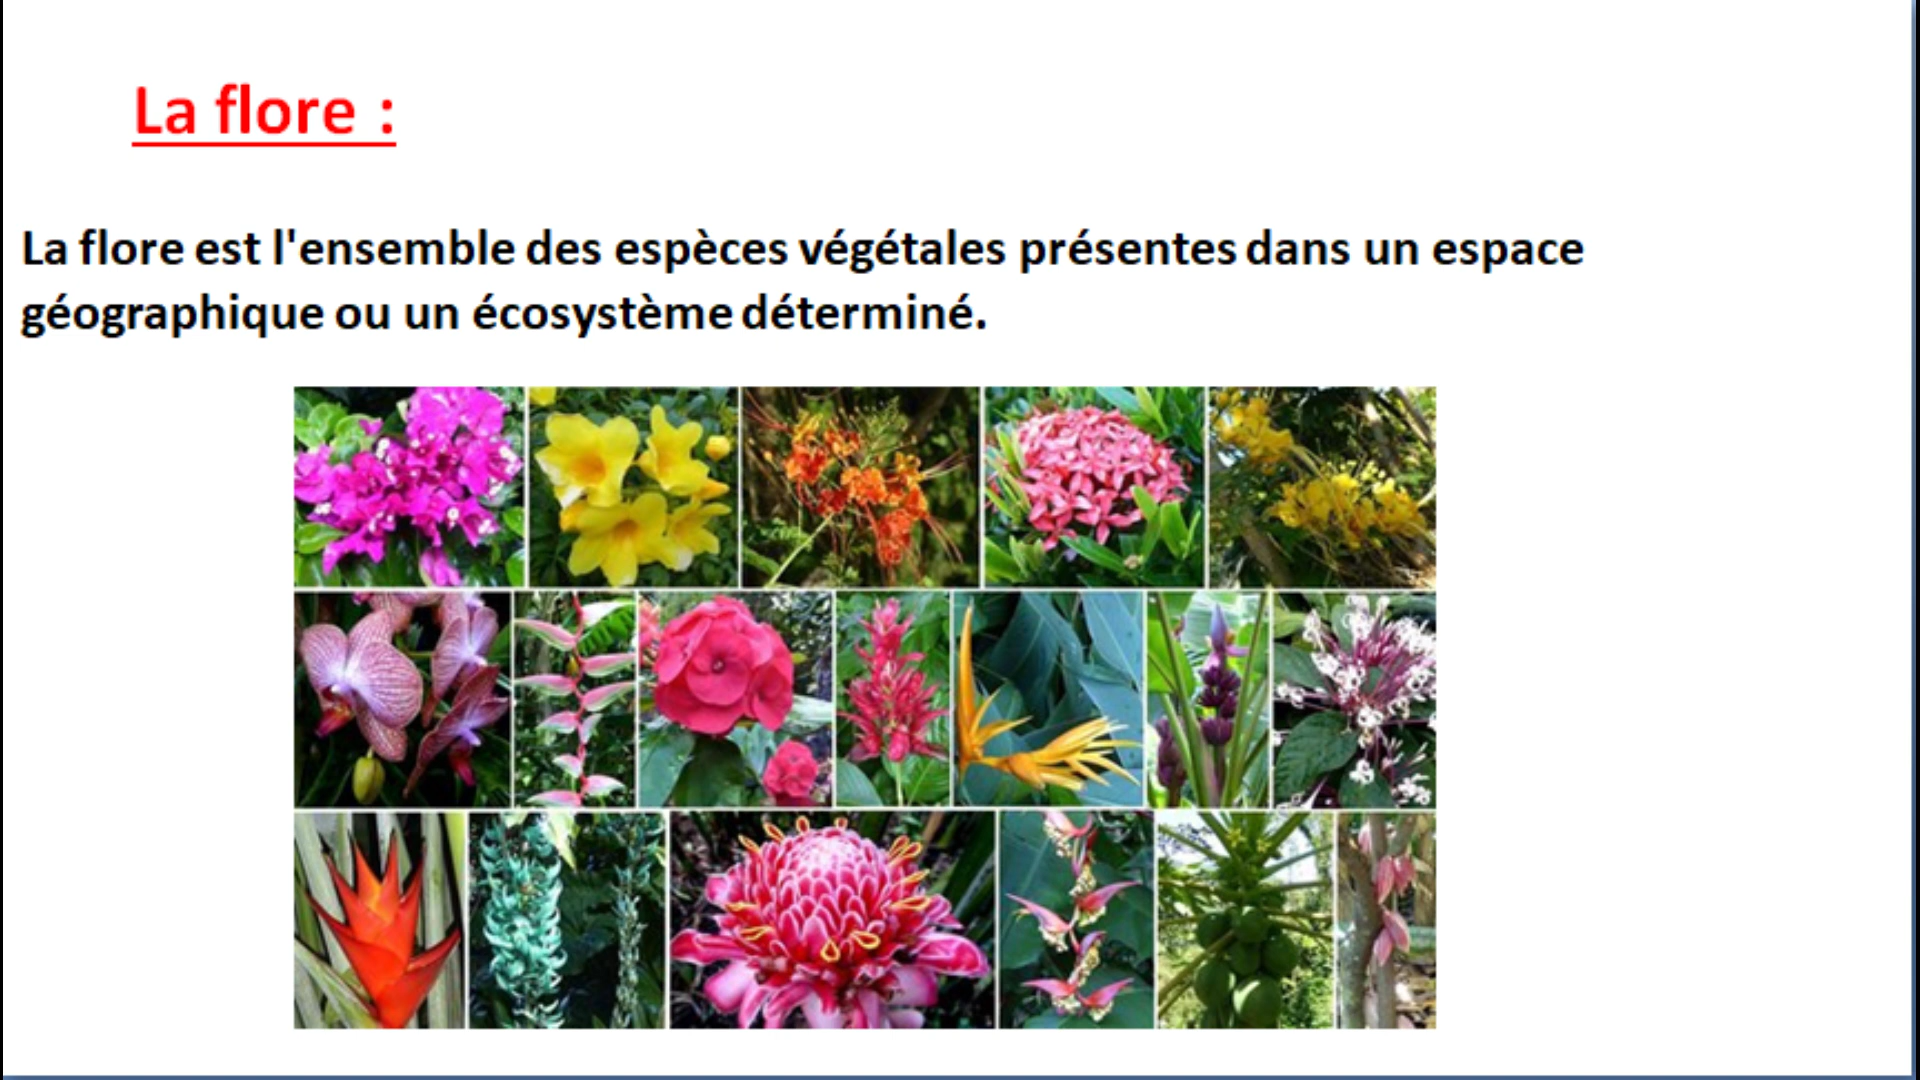 La flore :
La flore est l'ensemble des espèces végétales présentes dans un espace
géographique ou un écosystème déterminé.